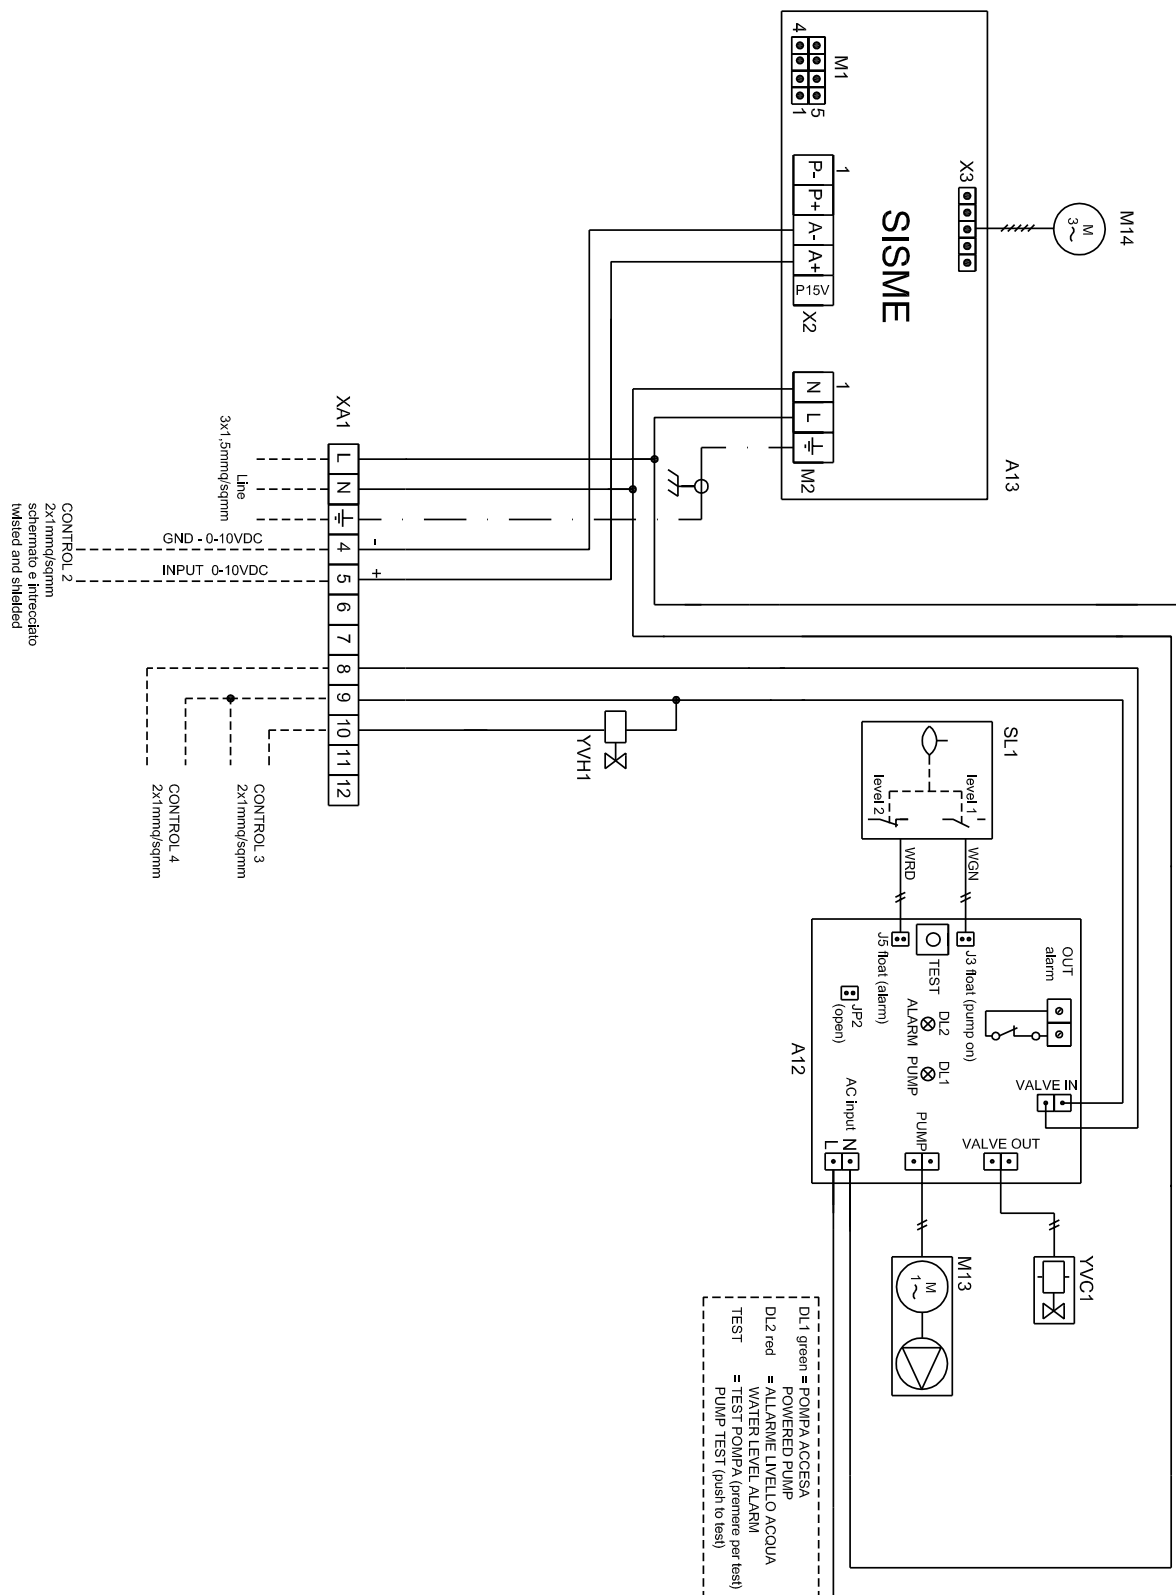 M14
M
3~
A13
X3
SISME
M1
4
5
1
1
P-
P+
A-
A+
P15V
X2
1
N
L
M2
XA1
L
N
4
5
6
7
8
9
10
11
12
-
+
3x1,5mmq/sqmm
Line
GND - 0-10VDC
INPUT 0-10VDC
CONTROL 2
2x1mmq/sqmm
schermato e intrecciato
twisted and shielded
CONTROL 3
2x1mmq/sqmm
CONTROL 4
2x1mmq/sqmm
YVH1
SL1
level 1
level 2
WGN
WRD
OUT
alarm
J3 float (pump on)
TEST
J5 float (alarm)
JP2
(open)
DL2
ALARM
DL1
PUMP
A12
VALVE IN
VALVE OUT
PUMP
AC input
N
L
YVC1
M13
M
1~
DL1 green = POMPA ACCESA
POWERED PUMP
DL2 red = ALLARME LIVELLO ACQUA
WATER LEVEL ALARM
TEST = TEST POMPA (premere per test)
PUMP TEST (push to test)